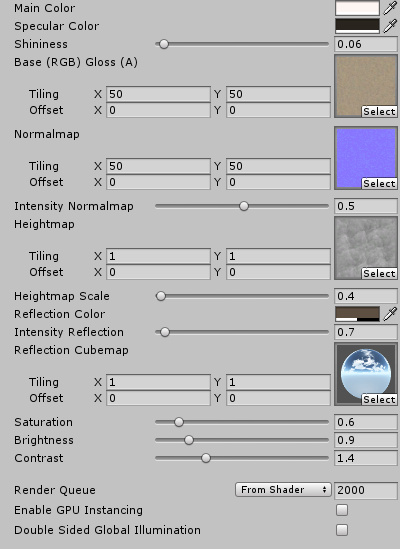 Main Color
Specular Color
Shininess 0.06
Base (RGB) Gloss (A)
Tiling X 50 Y 50
Offset X 0 Y 0
Select
Normalmap
Tiling X 50 Y 50
Offset X 0 Y 0
Select
Intensity Normalmap 0.5
Heightmap
Tiling X 1 Y 1
Offset X 0 Y 0
Select
Heightmap Scale 0.4
Reflection Color
Intensity Reflection 0.7
Reflection Cubemap
Tiling X 1 Y 1
Offset X 0 Y 0
Select
Saturation 0.6
Brightness 0.9
Contrast 1.4
Render Queue From Shader 2000
Enable GPU Instancing
Double Sided Global Illumination